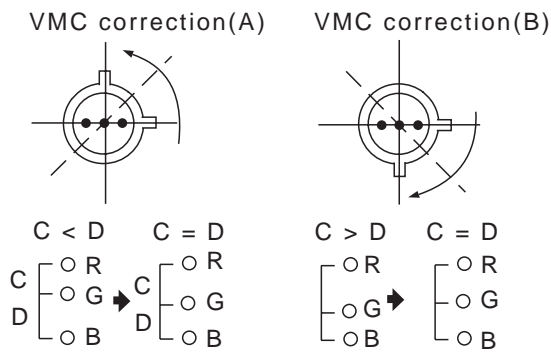 VMC correction(A)
VMC correction(B)
C < D
C = D
C > D
C = D
C
D
R
G
B
C
D
R
G
B
R
G
B
R
G
B